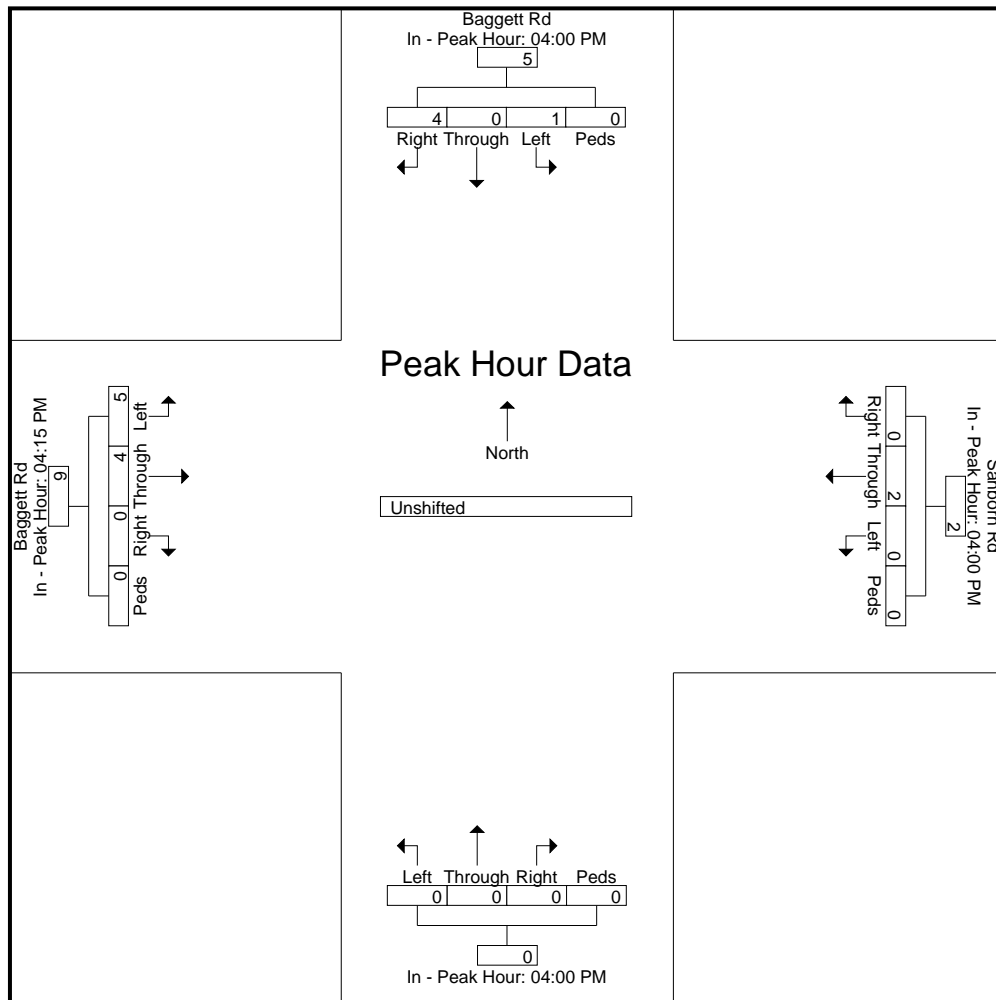 Baggett Rd
In - Peak Hour: 04:00 PM
5
4 0 1 0
Right Through Left Peds
Peak Hour Data
North
Unshifted
Baggett Rd
In - Peak Hour: 04:15 PM
9
5 4 0 0
Left Through Right Peds
Sanborn Rd
In - Peak Hour: 04:00 PM
2
0 2 0 0
Right Through Left Peds
Left Through Right Peds
0 0 0 0
0
In - Peak Hour: 04:00 PM